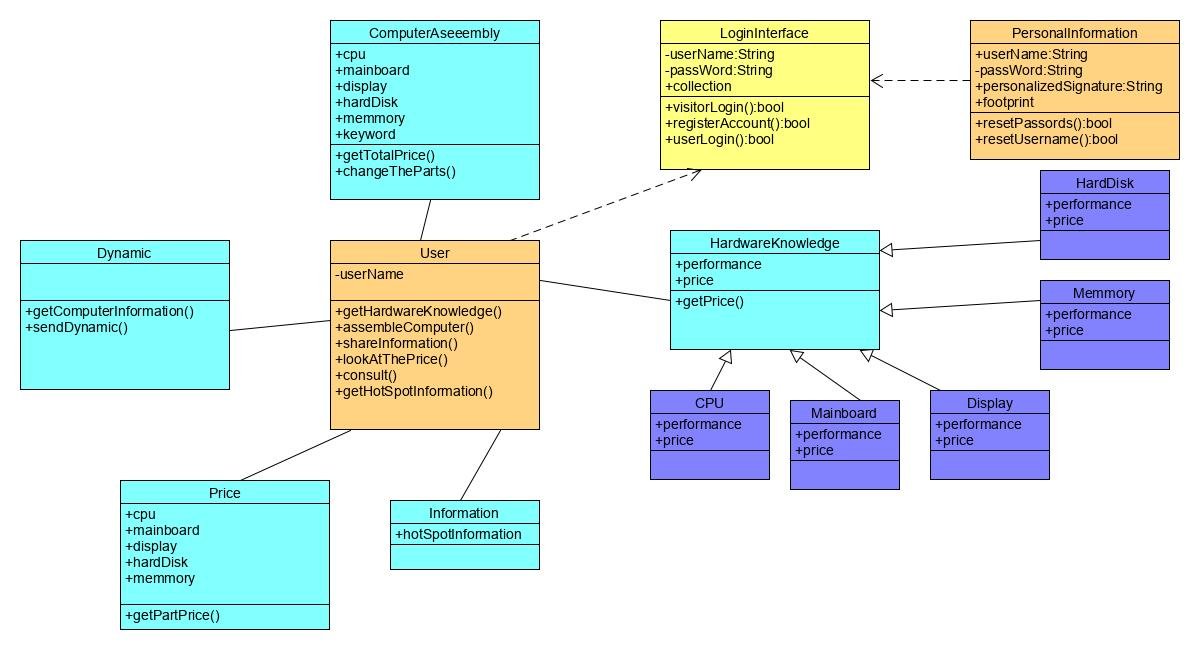 ComputerAseeembly
+cpu
+mainboard
+display
+hardDisk
+memmory
+keyword
+getTotalPrice()
+changeTheParts()
LoginInterface
-userName:String
-passWord:String
+collection
+visitorLogin():bool
+registerAccount():bool
+userLogin():bool
PersonalInformation
+userName:String
-passWord:String
+personalizedSignature:String
+footprint
+resetPassords():bool
+resetUsername():bool
HardDisk
+performance
+price
Dynamic
+getComputerInformation()
+sendDynamic()
User
-userName
+getHardwareKnowledge()
+assembleComputer()
+shareInformation()
+lookAtThePrice()
+consult()
+getHotSpotInformation()
HardwareKnowledge
+performance
+price
+getPrice()
Memmory
+performance
+price
CPU
+performance
+price
Mainboard
+performance
+price
Display
+performance
+price
Price
+cpu
+mainboard
+display
+hardDisk
+memmory
+getPartPrice()
Information
+hotSpotInformation